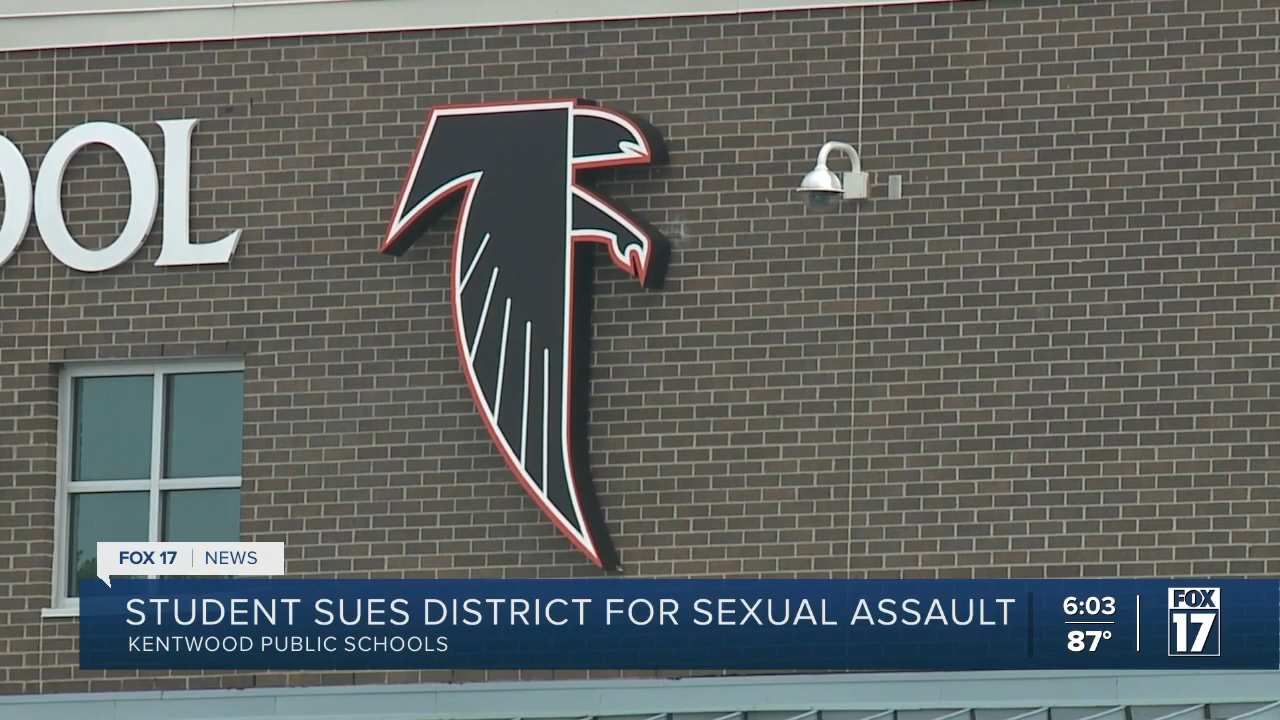 OOL
FOX 17 | NEWS
STUDENT SUES DISTRICT FOR SEXUAL ASSAULT
KENTWOOD PUBLIC SCHOOLS
6:03
87°
FOX
17